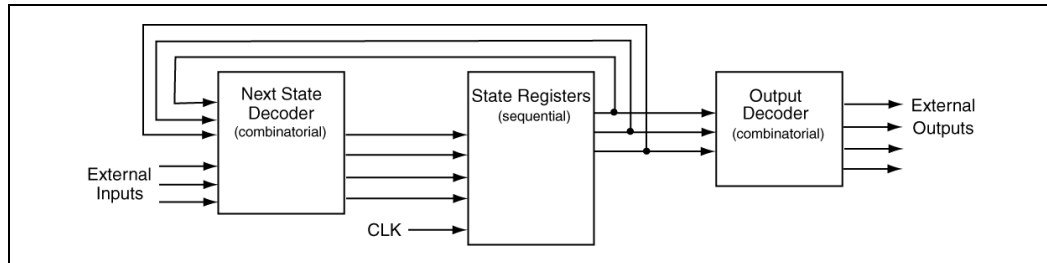 Next State
Decoder
(combinatorial)
State Registers
(sequential)
Output
Decoder
(combinatorial)
External
Outputs
External
Inputs
CLK